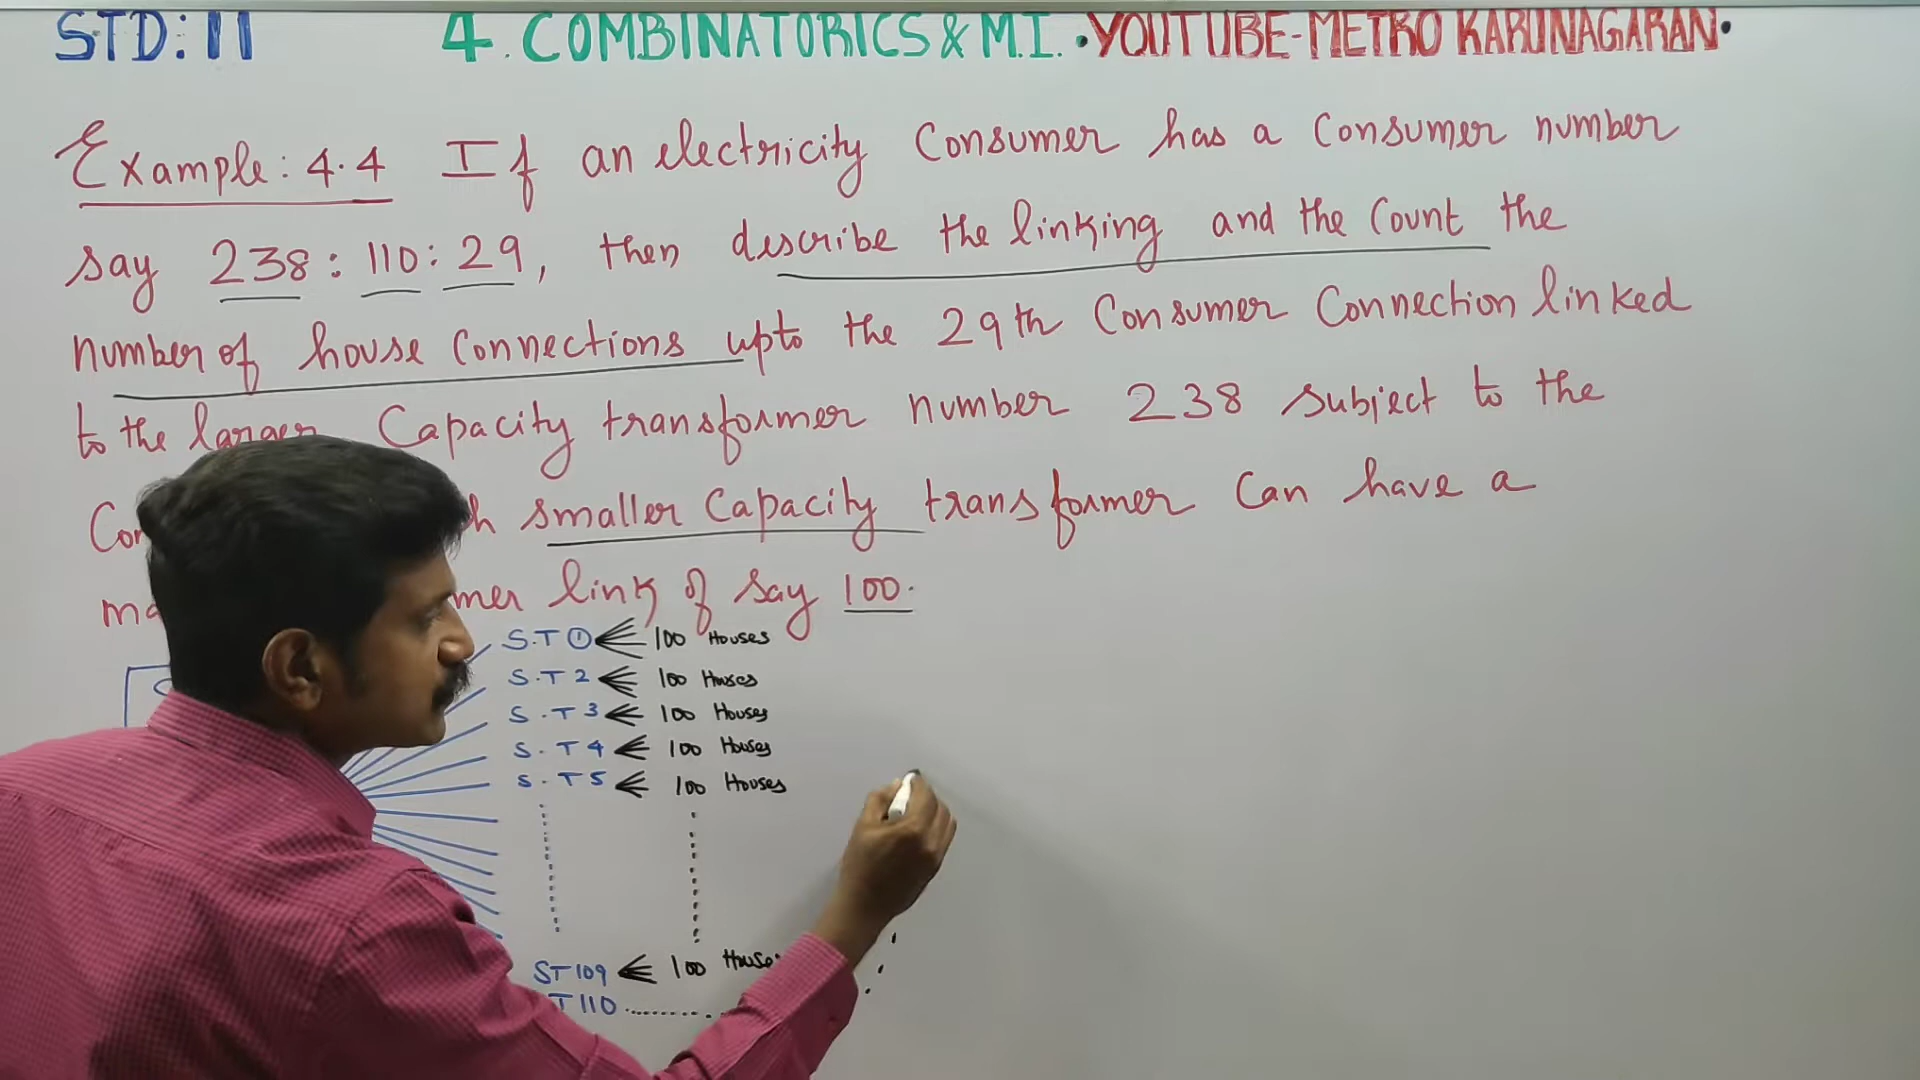 STD: 11 4. COMBINATORICS & M.I. • YOUTUBE-METRO KARUNAGARAN •
Example: 4.4 If an electricity Consumer has a Consumer number
say 238 : 110 : 29, then describe the linking and the Count the
number of house Connections upto the 29th Consumer Connection linked
to the larger Capacity transformer number 238 subject to the
smaller Capacity transformer Can have a
link of say 100.
S.T ① 100 Houses
S.T 2 100 Houses
S.T 3 100 Houses
S.T 4 100 Houses
S.T 5 100 Houses
ST 109 100 Houses
T 110